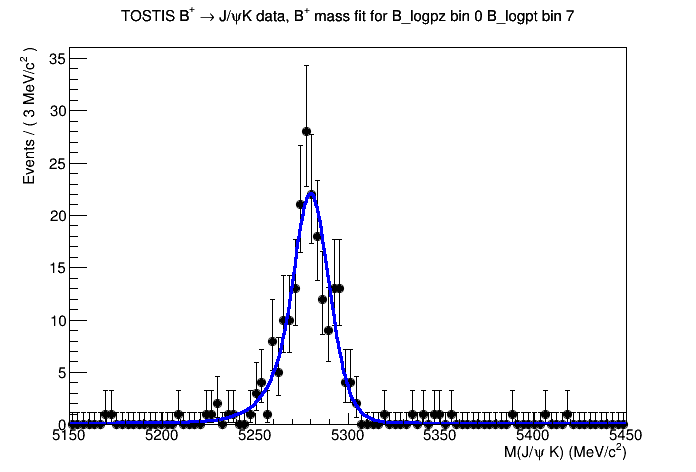 TOSTIS B⁺ → J/ψK data, B⁺ mass fit for B_logpz bin 0 B_logpt bin 7
Events / ( 3 MeV/c² )
35
30
25
20
15
10
5
0
5150 5200 5250 5300 5350 5400 5450
M(J/ψ K) (MeV/c²)